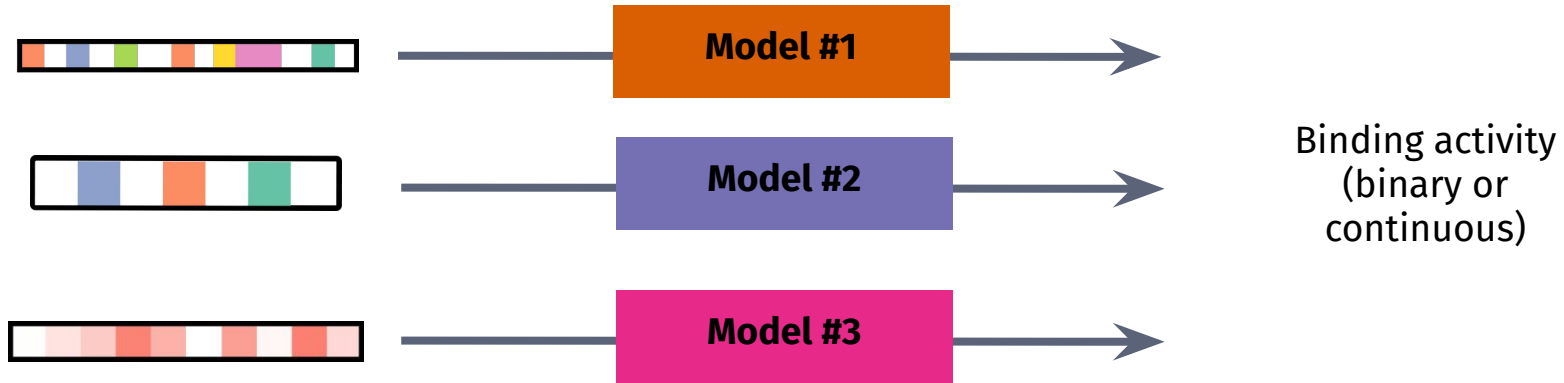 Model #1
Model #2
Model #3
Binding activity
(binary or
continuous)